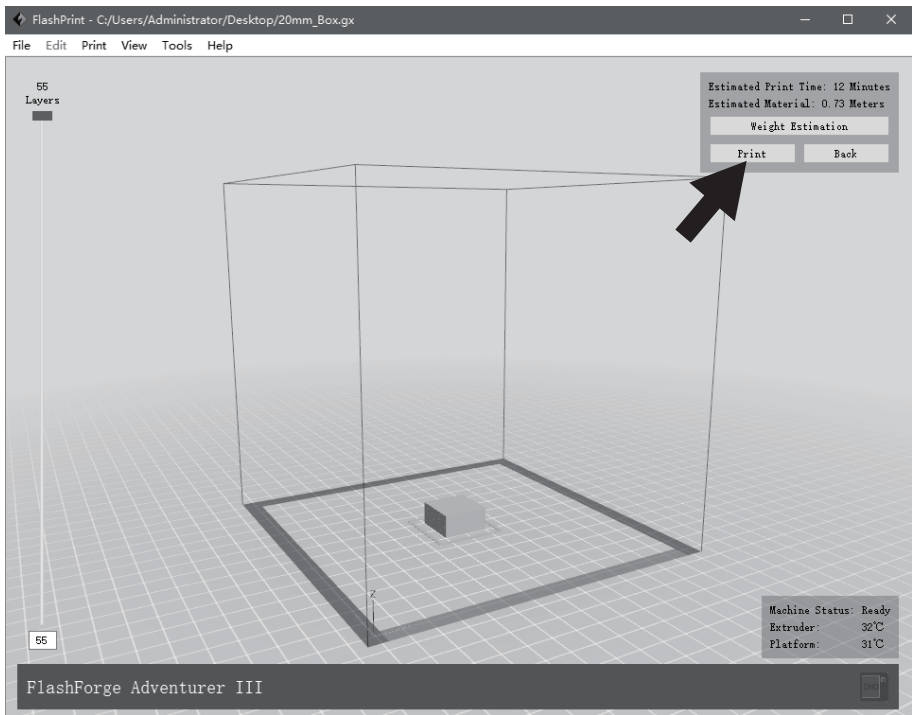 FlashPrint - C:/Users/Administrator/Desktop/20mm_Box.gx
File Edit Print View Tools Help
55
Layers
Estimated Print Time: 12 Minutes
Estimated Material: 0.73 Meters
Weight Estimation
Print Back
Z
55
Machine Status: Ready
Extruder: 32℃
Platform: 31℃
FlashForge Adventurer III